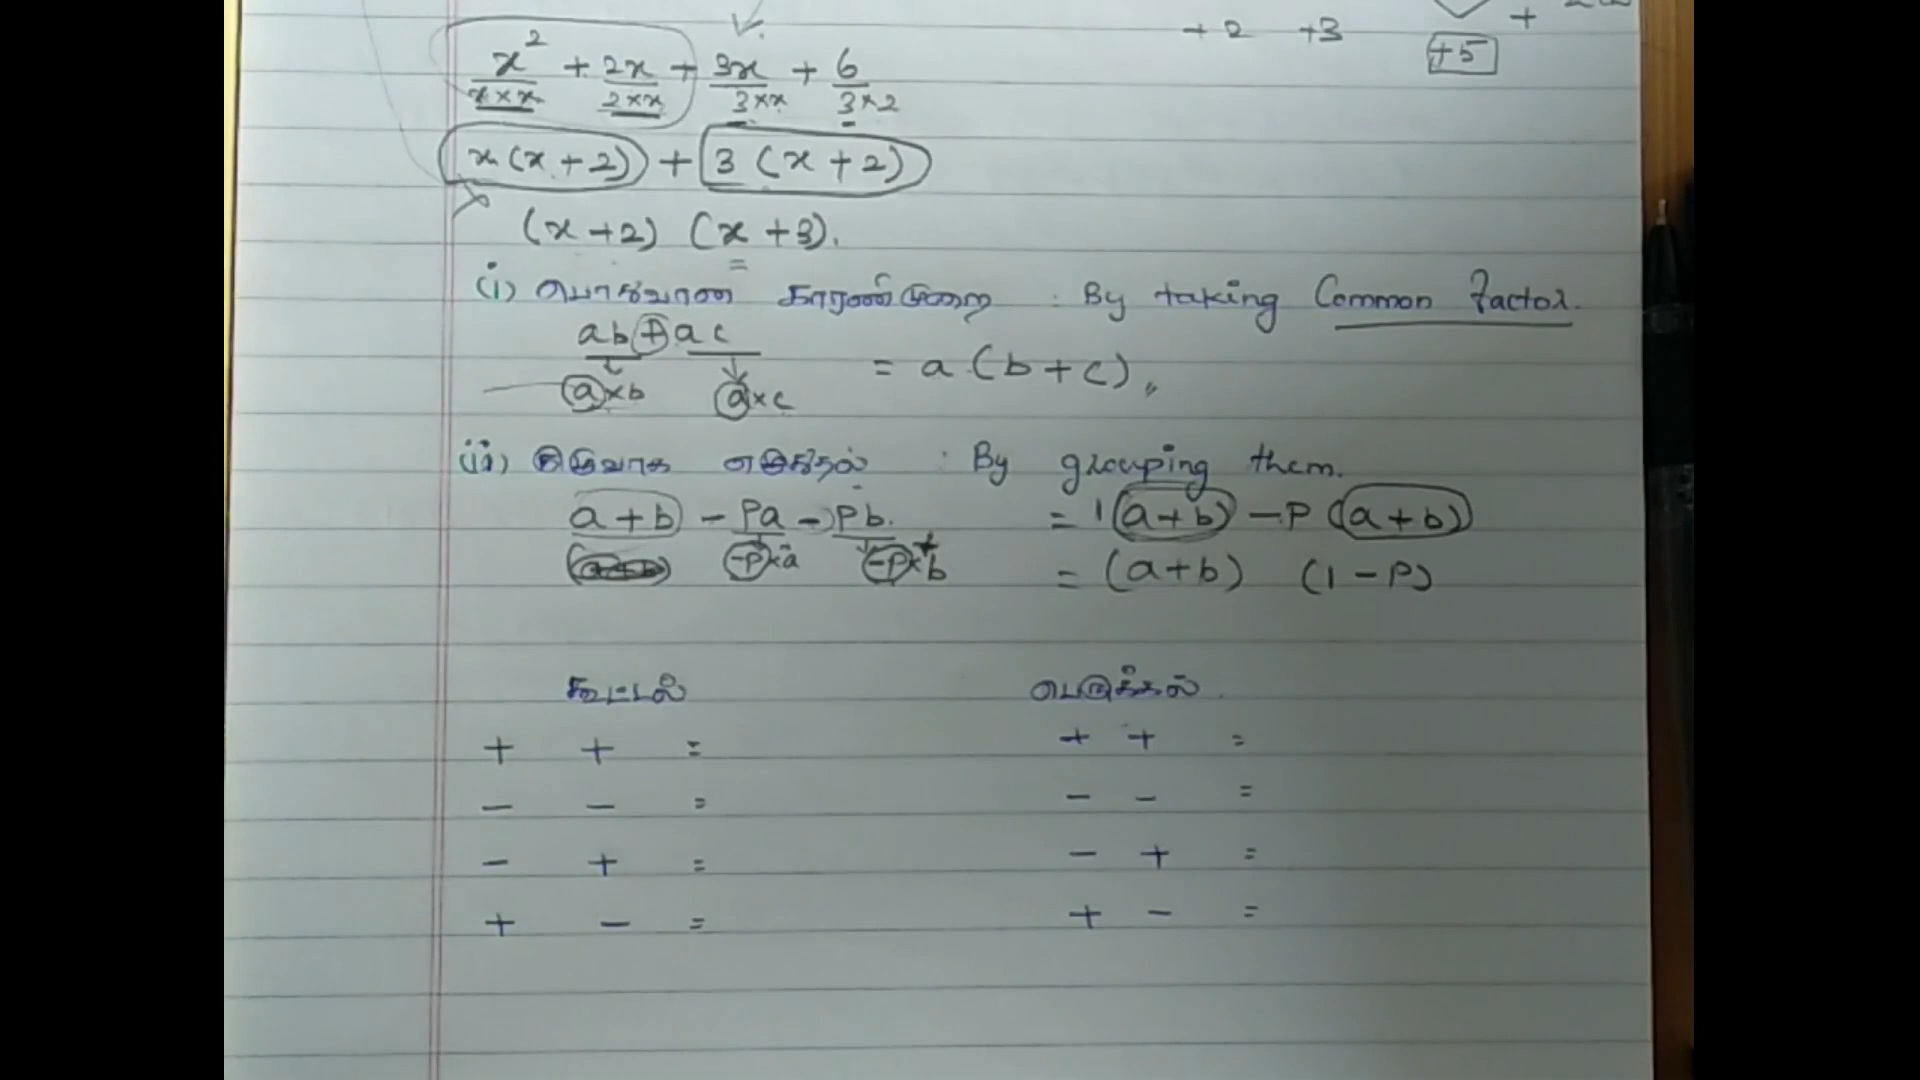 +2 +3 +5 +
x² + 2x + 3x + 6
x×x 2×x 3×x 3×2
x(x+2) + 3(x+2)
(x+2) (x+3).
(i) பொதுவான காரணிமுறை : By taking Common Factor.
ab + ac
= a(b+c)
a×b a×c
(ii) குழுவாக எடுத்தல் : By grouping them.
a+b - Pa - Pb. = 1(a+b) - P(a+b)
-P×a -P×b = (a+b) (1-P)
கூட்டல் பெருக்கல்
+ + = + + =
- - = - - =
- + = - + =
+ - = + - =